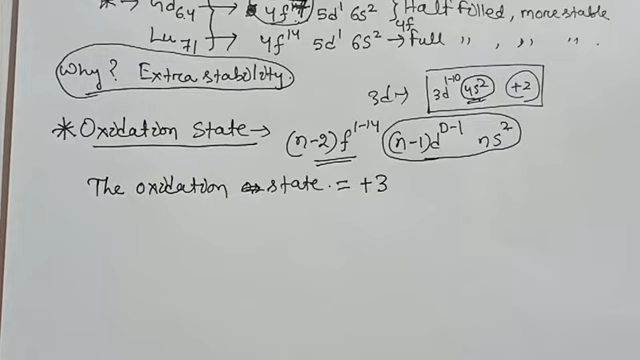 * → Gd64 → 4f7 5d1 6s2 } Half filled, more stable
4f
Lu71 → 4f14 5d1 6s2 → full " , , " .
Why? Extra stability.
3d → 3d1-10 4s2 +2
* Oxidation State → (n-2)f1-14 (n-1)d0-1 ns2
The oxidation state = +3